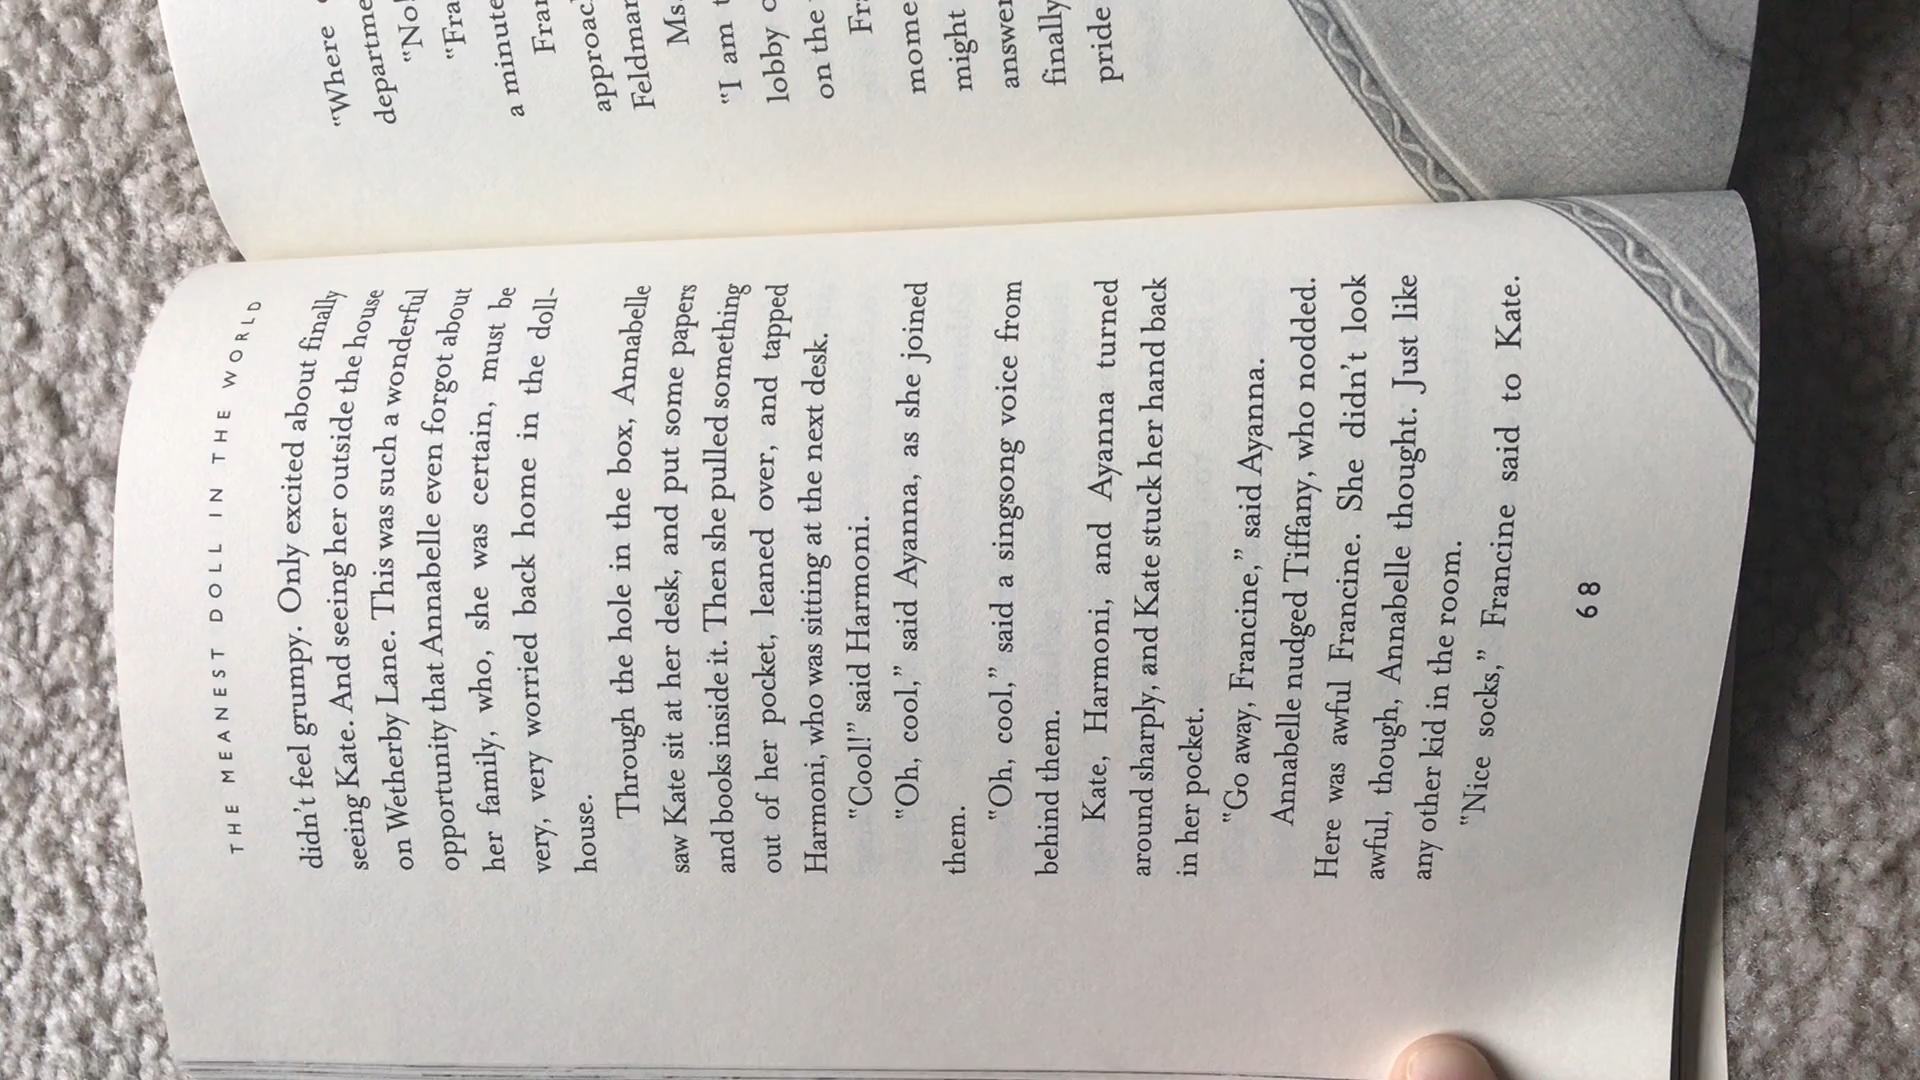 THE MEANEST DOLL IN THE WORLD
didn't feel grumpy. Only excited about finally
seeing Kate. And seeing her outside the house
on Wetherby Lane. This was such a wonderful
opportunity that Annabelle even forgot about
her family, who, she was certain, must be
very, very worried back home in the doll-
house.
Through the hole in the box, Annabelle
saw Kate sit at her desk, and put some papers
and books inside it. Then she pulled something
out of her pocket, leaned over, and tapped
Harmoni, who was sitting at the next desk.
"Cool!" said Harmoni.
"Oh, cool," said Ayanna, as she joined
them.
"Oh, cool," said a singsong voice from
behind them.
Kate, Harmoni, and Ayanna turned
around sharply, and Kate stuck her hand back
in her pocket.
"Go away, Francine," said Ayanna.
Annabelle nudged Tiffany, who nodded.
Here was awful Francine. She didn't look
awful, though, Annabelle thought. Just like
any other kid in the room.
"Nice socks," Francine said to Kate.
68
"Where
departme
"No!
"Fra
a minute
Fran
approac
Feldman
Ms.
"I am t
lobby o
on the
Fr
mome
might
answer
finally
pride